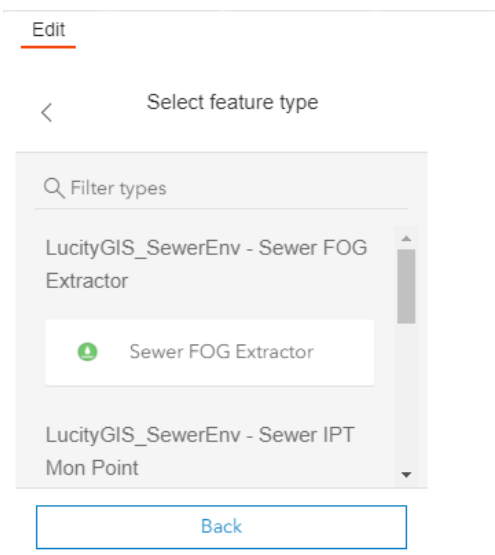 Edit
Select feature type
Filter types
LucityGIS_SewerEnv - Sewer FOG
Extractor
Sewer FOG Extractor
LucityGIS_SewerEnv - Sewer IPT
Mon Point
Back